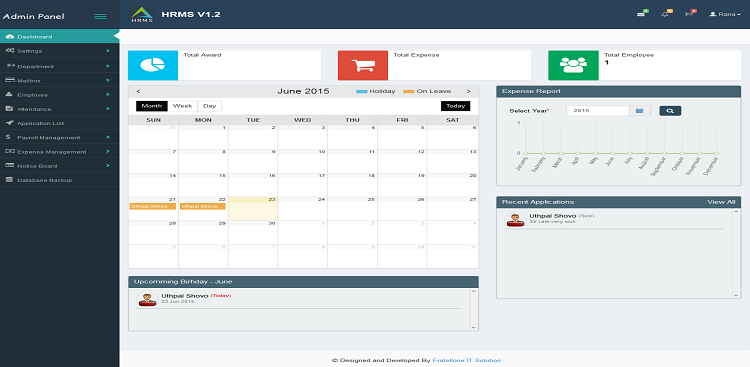 Admin Panel
HRMS
HRMS V1.2
Rana
Dashboard
Settings
Department
Mailbox
Employee
Attendance
Application List
Payroll Management
Expense Management
Notice Board
Database Backup
Total Award
Total Expense
Total Employee
1
< June 2015 Holiday On Leave >
Month Week Day Today
SUN MON TUE WED THU FRI SAT
31 1 2 3 4 5 6
7 8 9 10 11 12 13
14 15 16 17 18 19 20
21 22 23 24 25 26 27
Uthpal Shovo Uthpal Shovo
28 29 30 1 2 3 4
5 6 7 8 9 10 11
Upcomming Birhday - June
Uthpal Shovo (Today)
23 Jun 2015
Expense Report
Select Year* 2015
1
0
January February March April May June July August September October November December
Recent Applications View All
Uthpal Shovo (Sick)
Sir i am very sick
© Designed and Developed By Fratellone IT Solution